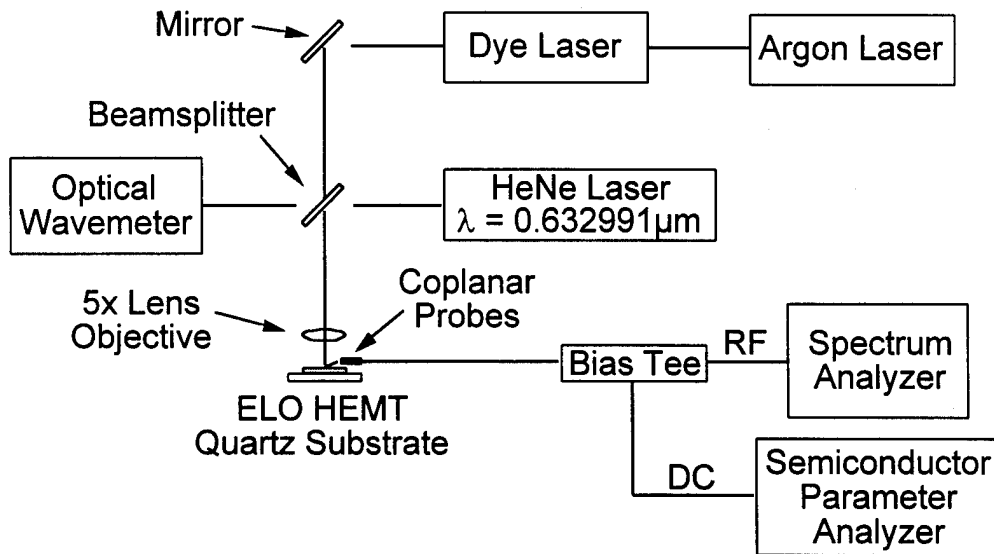 Mirror
Dye Laser
Argon Laser
Beamsplitter
Optical
Wavemeter
HeNe Laser
λ = 0.632991µm
5x Lens
Objective
Coplanar
Probes
Bias Tee
RF
Spectrum
Analyzer
ELO HEMT
Quartz Substrate
DC
Semiconductor
Parameter
Analyzer